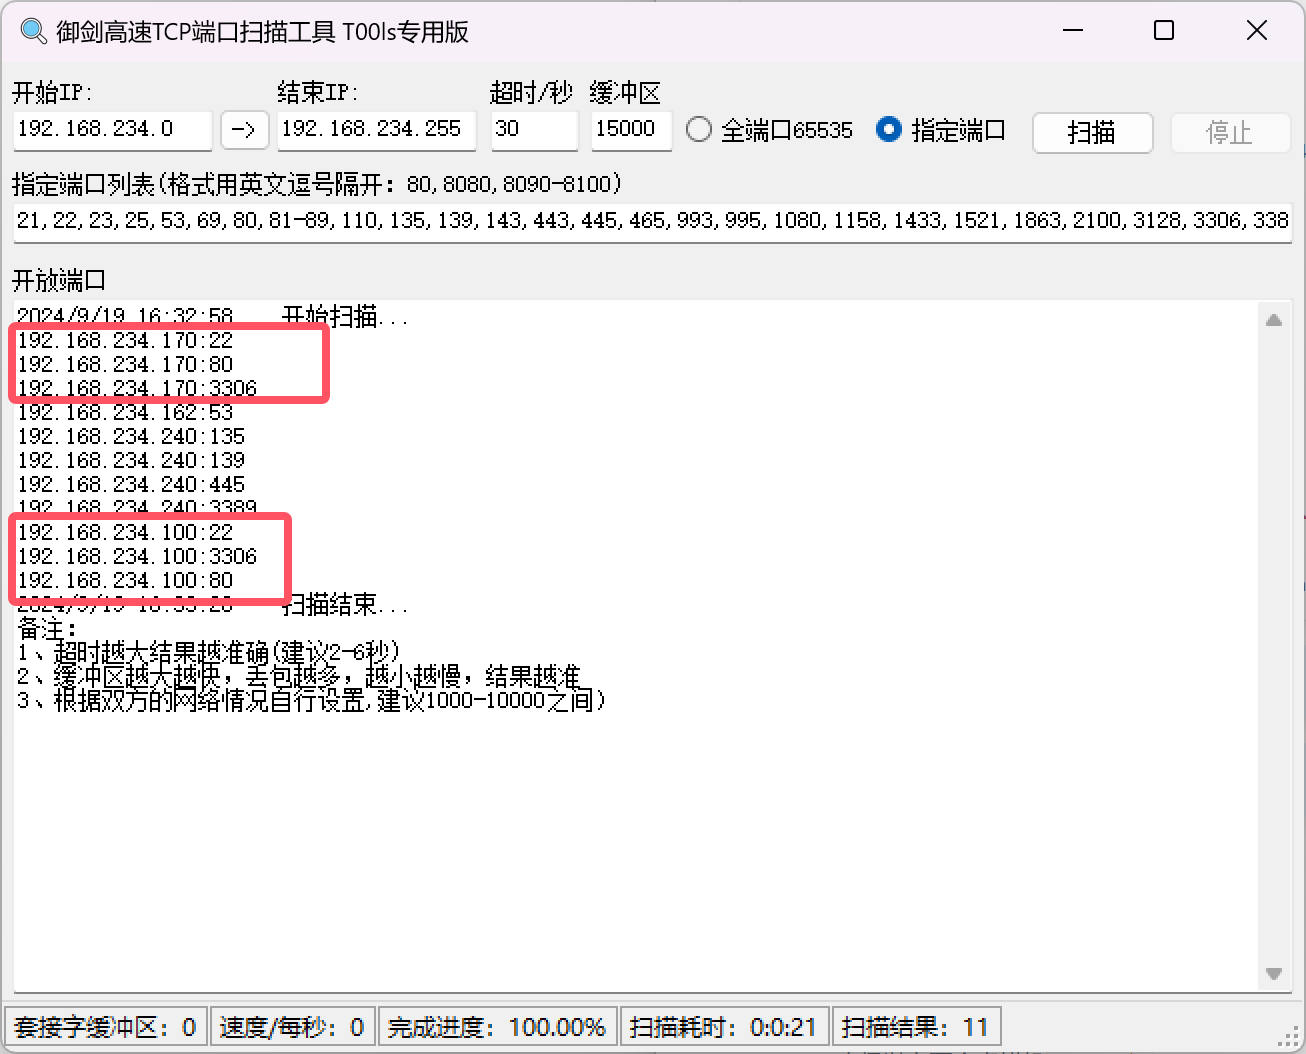 御剑高速TCP端口扫描工具 T00ls专用版
开始IP: 结束IP: 超时/秒 缓冲区
192.168.234.0 -> 192.168.234.255 30 15000 全端口65535 指定端口 扫描 停止
指定端口列表(格式用英文逗号隔开：80,8080,8090-8100)
21,22,23,25,53,69,80,81-89,110,135,139,143,443,445,465,993,995,1080,1158,1433,1521,1863,2100,3128,3306,338
开放端口
2024/9/19 16:32:58 开始扫描...
192.168.234.170:22
192.168.234.170:80
192.168.234.170:3306
192.168.234.162:53
192.168.234.240:135
192.168.234.240:139
192.168.234.240:445
192.168.234.240:3389
192.168.234.100:22
192.168.234.100:3306
192.168.234.100:80
扫描结束...
备注：
1、超时越大结果越准确(建议2-6秒)
2、缓冲区越大越快，丢包越多，越小越慢，结果越准
3、根据双方的网络情况自行设置,建议1000-10000之间)
套接字缓冲区：0 速度/每秒：0 完成进度：100.00% 扫描耗时：0:0:21 扫描结果：11